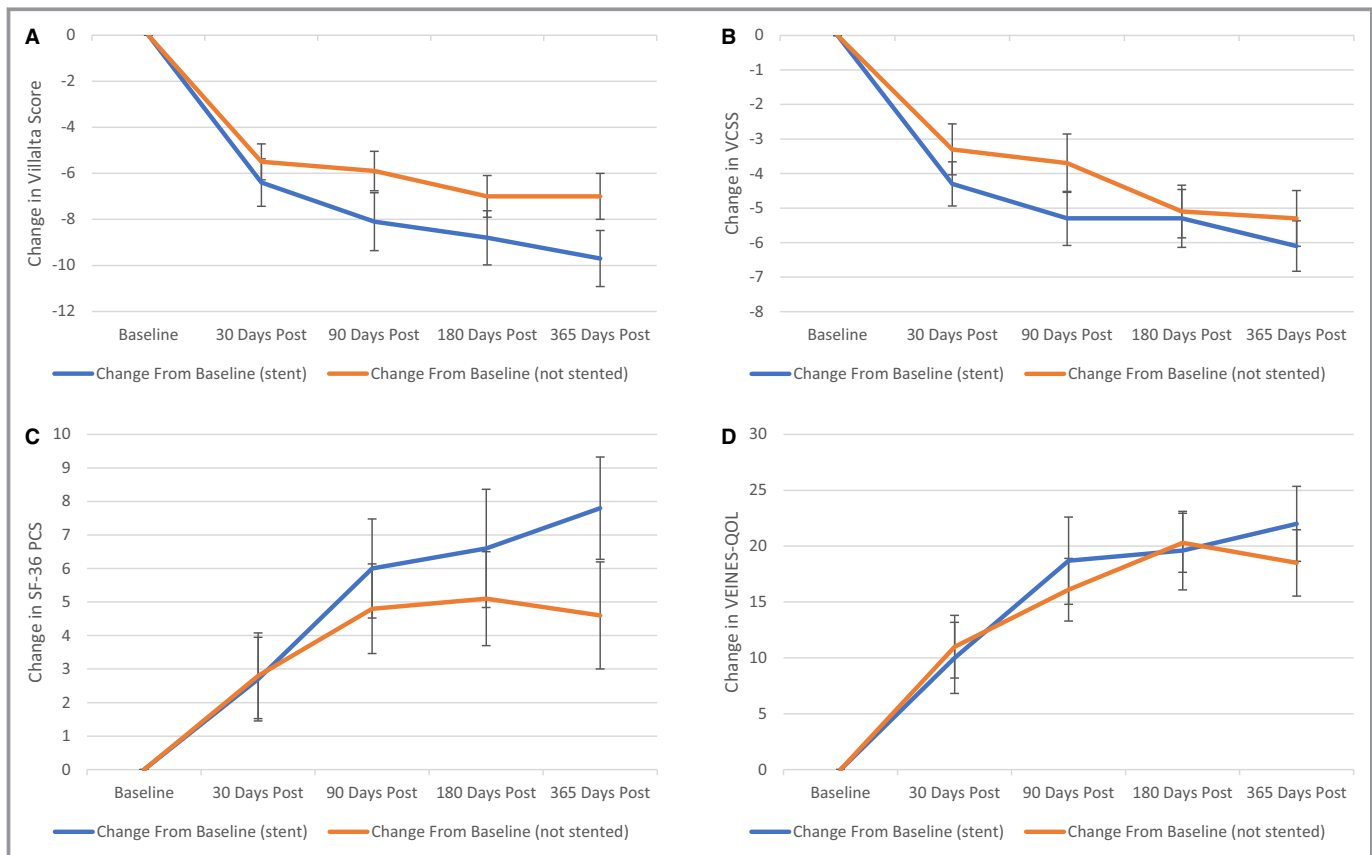 A
Change in Villalta Score
0
-2
-4
-6
-8
-10
-12
Baseline
30 Days Post
90 Days Post
180 Days Post
365 Days Post
Change From Baseline (stent)
Change From Baseline (not stented)
B
Change in VCSS
0
-1
-2
-3
-4
-5
-6
-7
-8
Baseline
30 Days Post
90 Days Post
180 Days Post
365 Days Post
Change From Baseline (stent)
Change From Baseline (not stented)
C
Change in SF-36 PCS
10
9
8
7
6
5
4
3
2
1
0
Baseline
30 Days Post
90 Days Post
180 Days Post
365 Days Post
Change From Baseline (stent)
Change From Baseline (not stented)
D
Change in VEINES-QOL
30
25
20
15
10
5
0
Baseline
30 Days Post
90 Days Post
180 Days Post
365 Days Post
Change From Baseline (stent)
Change From Baseline (not stented)